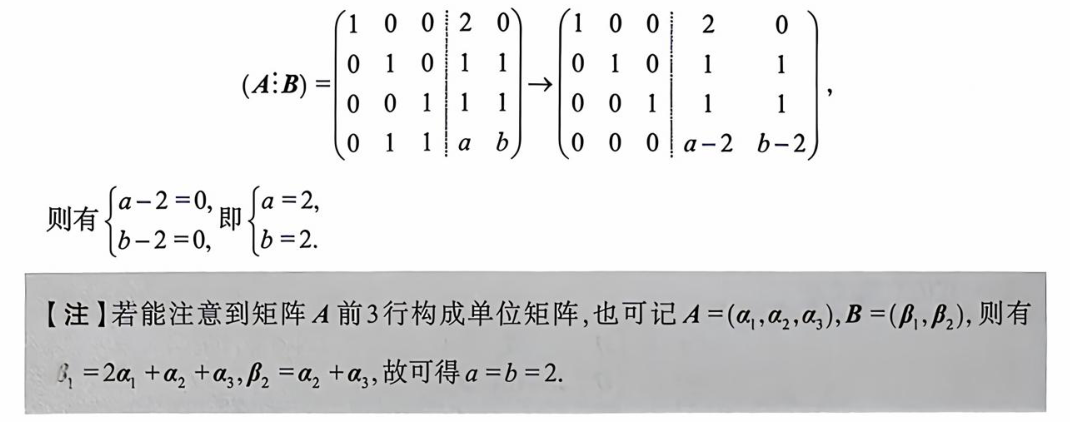 (A⋮B) = (1 0 0 ⋮ 2 0; 0 1 0 ⋮ 1 1; 0 0 1 ⋮ 1 1; 0 1 1 ⋮ a b) → (1 0 0 ⋮ 2 0; 0 1 0 ⋮ 1 1; 0 0 1 ⋮ 1 1; 0 0 0 ⋮ a−2 b−2),
则有 {a−2=0, b−2=0, 即 {a=2, b=2.
【注】若能注意到矩阵 A 前3行构成单位矩阵,也可记 A=(α₁,α₂,α₃),B=(β₁,β₂),则有
β₁=2α₁+α₂+α₃,β₂=α₂+α₃,故可得 a=b=2.